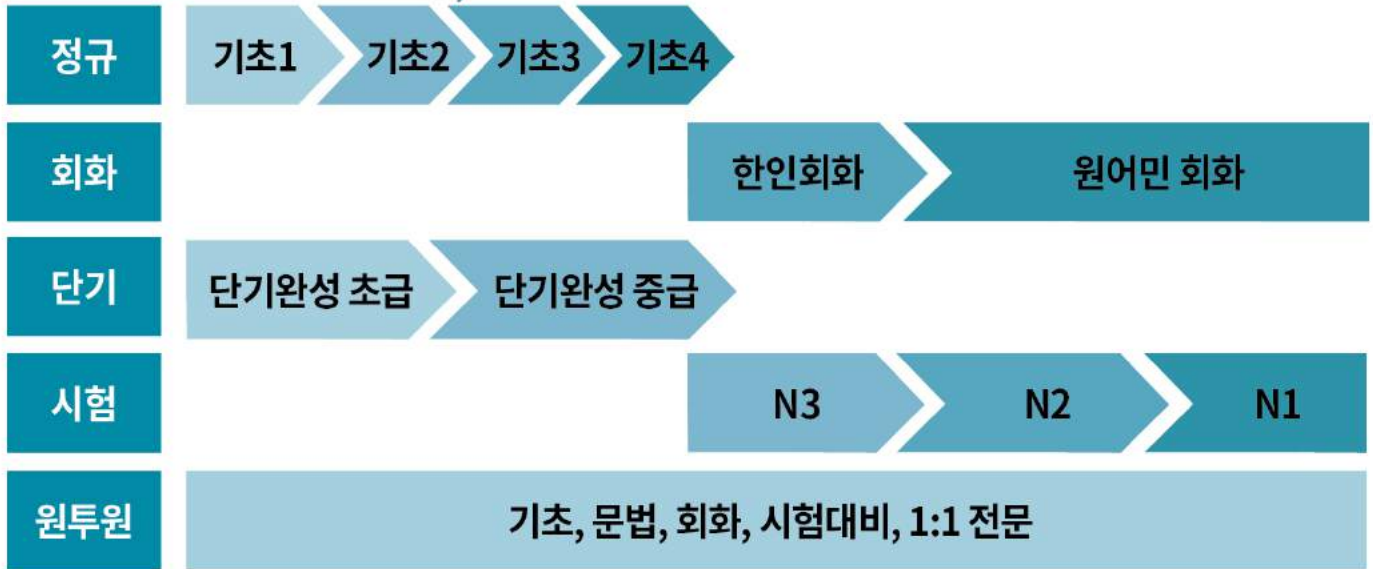 정규 기초1 기초2 기초3 기초4
회화 한인회화 원어민 회화
단기 단기완성 초급 단기완성 중급
시험 N3 N2 N1
원투원 기초, 문법, 회화, 시험대비, 1:1 전문